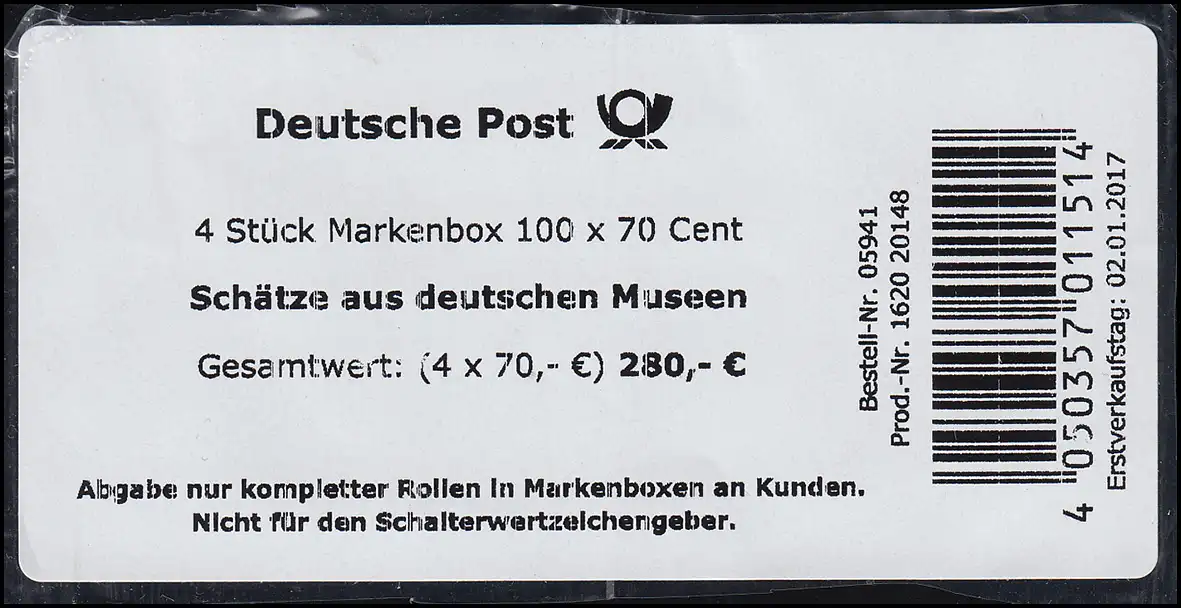 Deutsche Post
4 Stück Markenbox 100 x 70 Cent
Schätze aus deutschen Museen
Gesamtwert: (4 x 70,- €) 280,- €
Abgabe nur kompletter Rollen in Markenboxen an Kunden.
Nicht für den Schalterwertzeichengeber.
Bestell-Nr. 05941
Prod.-Nr. 1620 20148
4 050357 011514
Erstverkaufstag: 02.01.2017